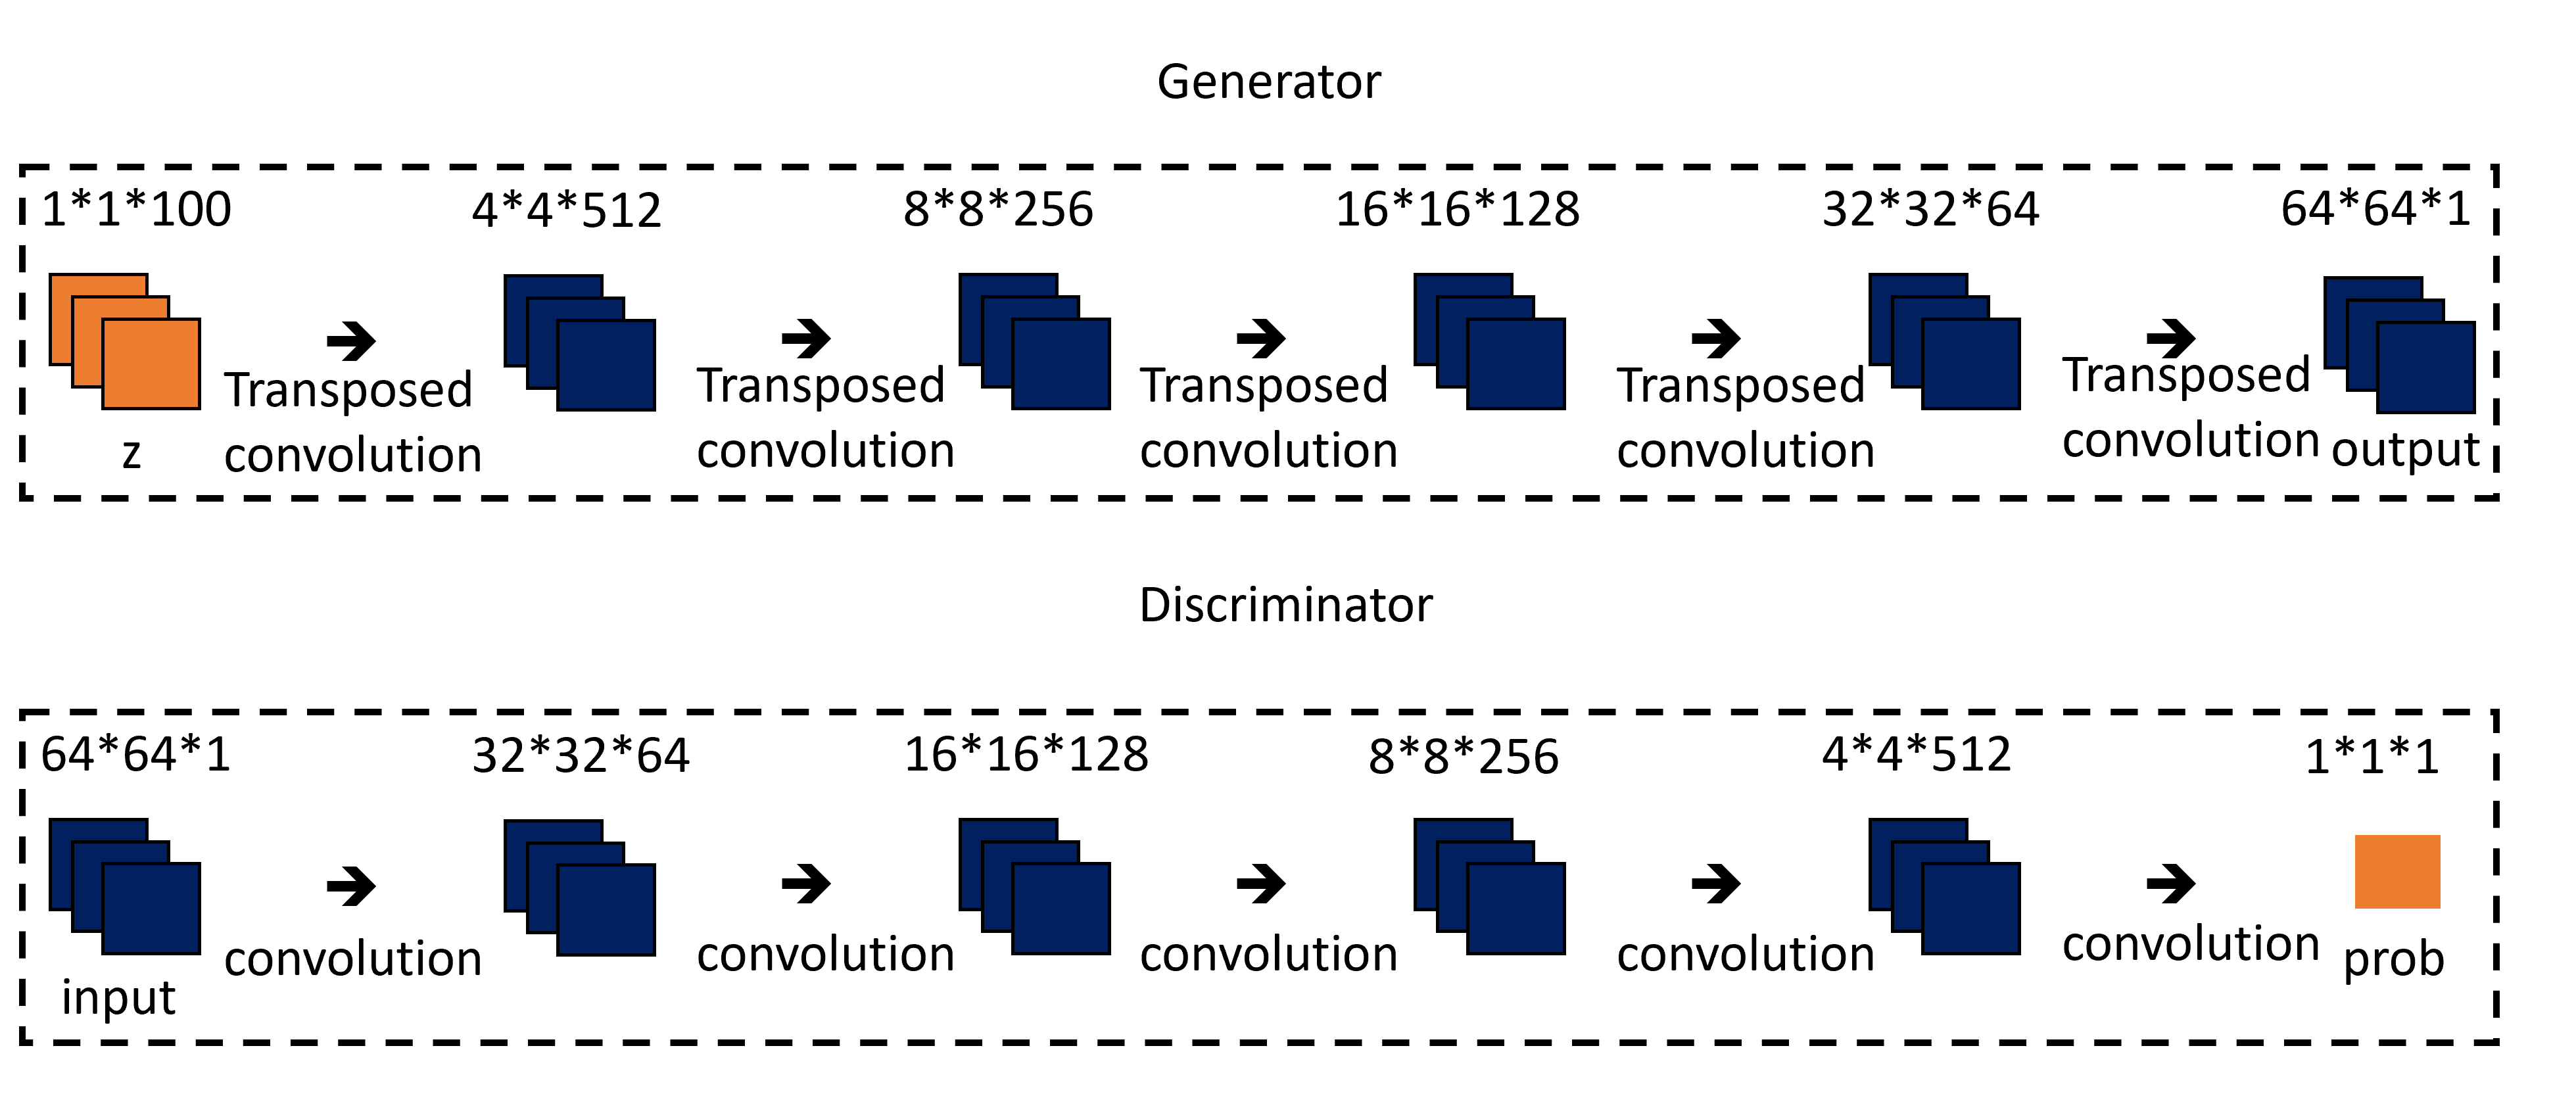 Generator
1*1*100 4*4*512 8*8*256 16*16*128 32*32*64 64*64*1
Transposed Transposed Transposed Transposed Transposed
z convolution convolution convolution convolution convolution output
Discriminator
64*64*1 32*32*64 16*16*128 8*8*256 4*4*512 1*1*1
convolution convolution convolution convolution convolution prob
input